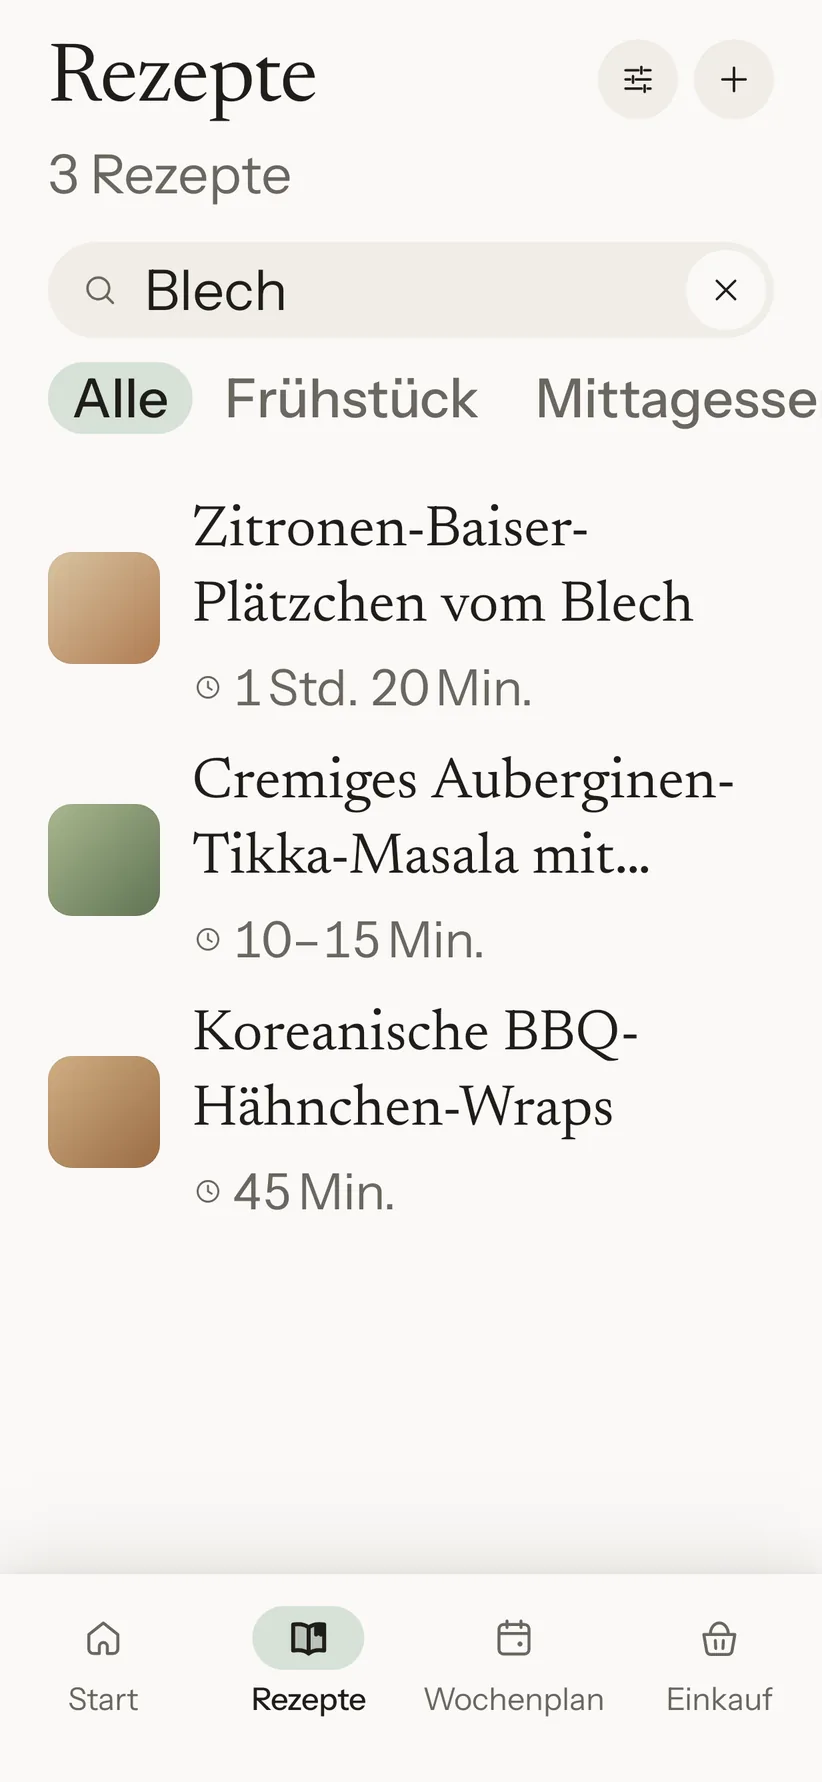 Rezepte
3 Rezepte
Blech
Alle Frühstück Mittagesse
Zitronen-Baiser-
Plätzchen vom Blech
1 Std. 20 Min.
Cremiges Auberginen-
Tikka-Masala mit…
10–15 Min.
Koreanische BBQ-
Hähnchen-Wraps
45 Min.
Start Rezepte Wochenplan Einkauf